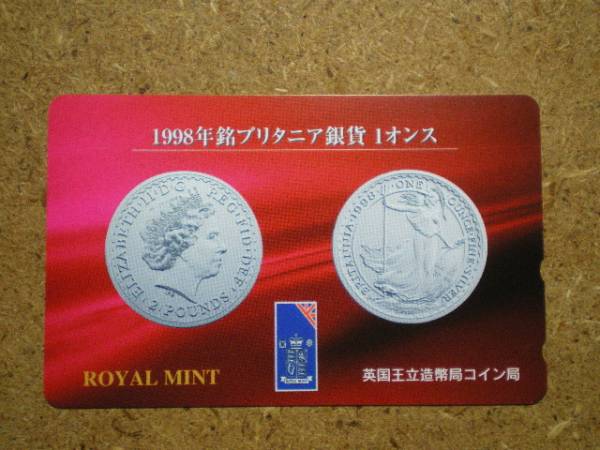 1998年銘ブリタニア銀貨 1オンス
ELIZABETH·II·D·G REG·FID·DEF
2·POUNDS
BRITANNIA·1998 ONE OUNCE·FINE·SILVER
ROYAL MINT
ROYAL MINT
英国王立造幣局コイン局